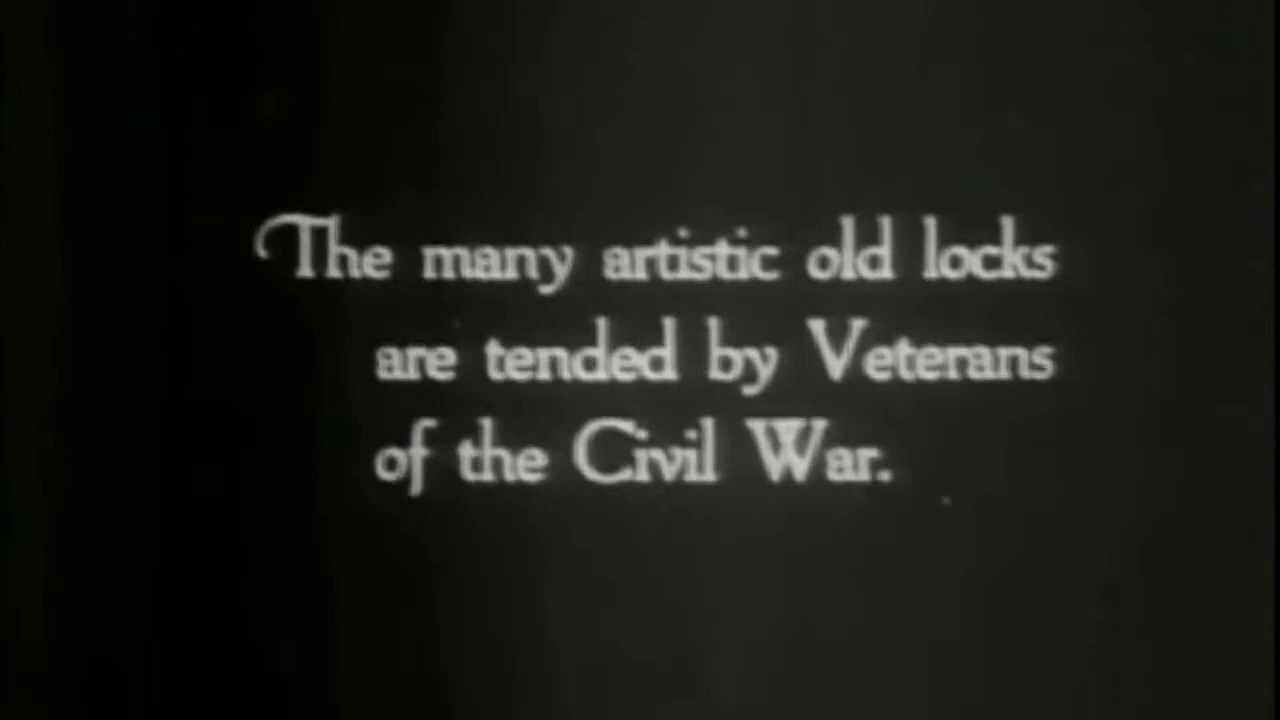 The many artistic old locks
are tended by Veterans
of the Civil War.